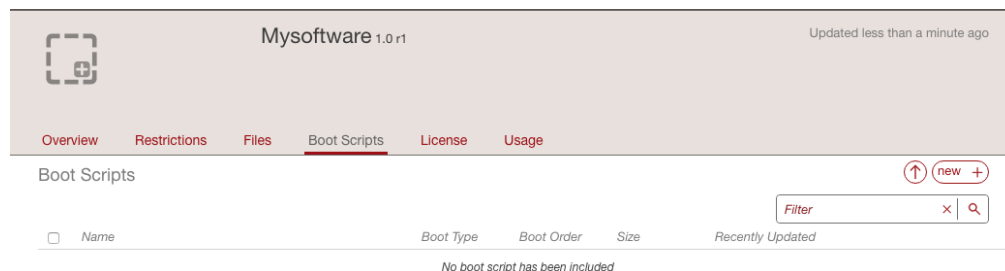 Mysoftware 1.0 r1
Updated less than a minute ago
Overview Restrictions Files Boot Scripts License Usage
Boot Scripts
new +
Filter
Name Boot Type Boot Order Size Recently Updated
No boot script has been included